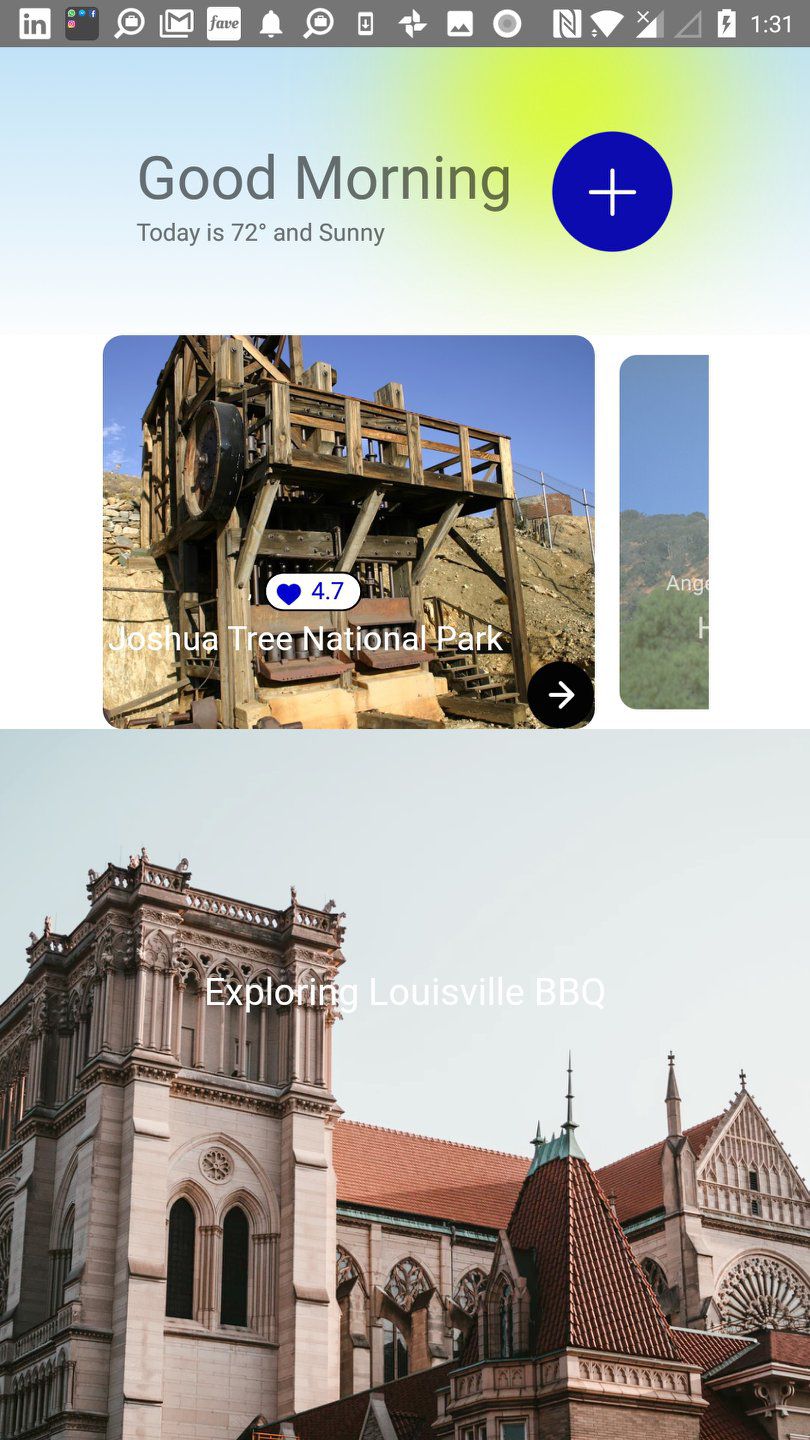 fave
1:31
Good Morning
Today is 72° and Sunny
4.7
Joshua Tree National Park
Ange
H
Exploring Louisville BBQ